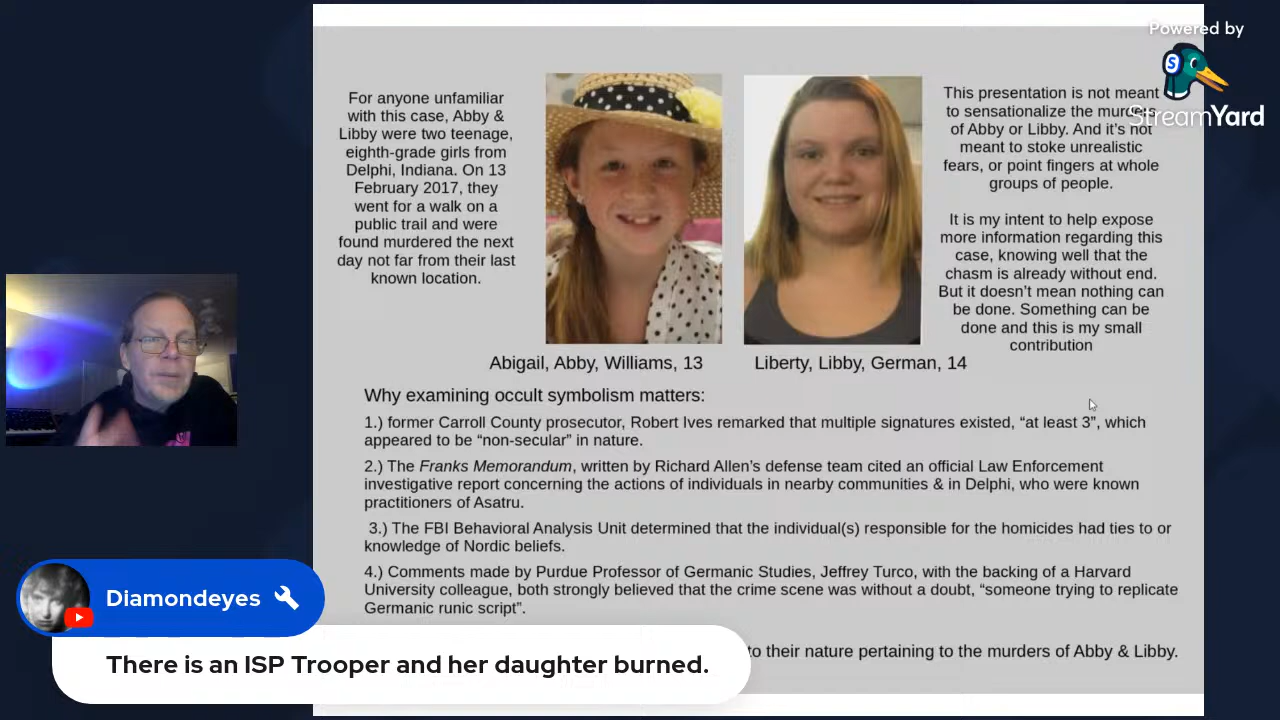 Powered by
StreamYard
For anyone unfamiliar
with this case, Abby &
Libby were two teenage,
eighth-grade girls from
Delphi, Indiana. On 13
February 2017, they
went for a walk on a
public trail and were
found murdered the next
day not far from their last
known location.
This presentation is not meant
to sensationalize the murders
of Abby or Libby. And it's not
meant to stoke unrealistic
fears, or point fingers at whole
groups of people.
It is my intent to help expose
more information regarding this
case, knowing well that the
chasm is already without end.
But it doesn't mean nothing can
be done. Something can be
done and this is my small
contribution
Abigail, Abby, Williams, 13
Liberty, Libby, German, 14
Why examining occult symbolism matters:
1.) former Carroll County prosecutor, Robert Ives remarked that multiple signatures existed, “at least 3”, which
appeared to be “non-secular” in nature.
2.) The Franks Memorandum, written by Richard Allen’s defense team cited an official Law Enforcement
investigative report concerning the actions of individuals in nearby communities & in Delphi, who were known
practitioners of Asatru.
3.) The FBI Behavioral Analysis Unit determined that the individual(s) responsible for the homicides had ties to or
knowledge of Nordic beliefs.
4.) Comments made by Purdue Professor of Germanic Studies, Jeffrey Turco, with the backing of a Harvard
University colleague, both strongly believed that the crime scene was without a doubt, “someone trying to replicate
Germanic runic script”.
to their nature pertaining to the murders of Abby & Libby.
Diamondeyes
There is an ISP Trooper and her daughter burned.